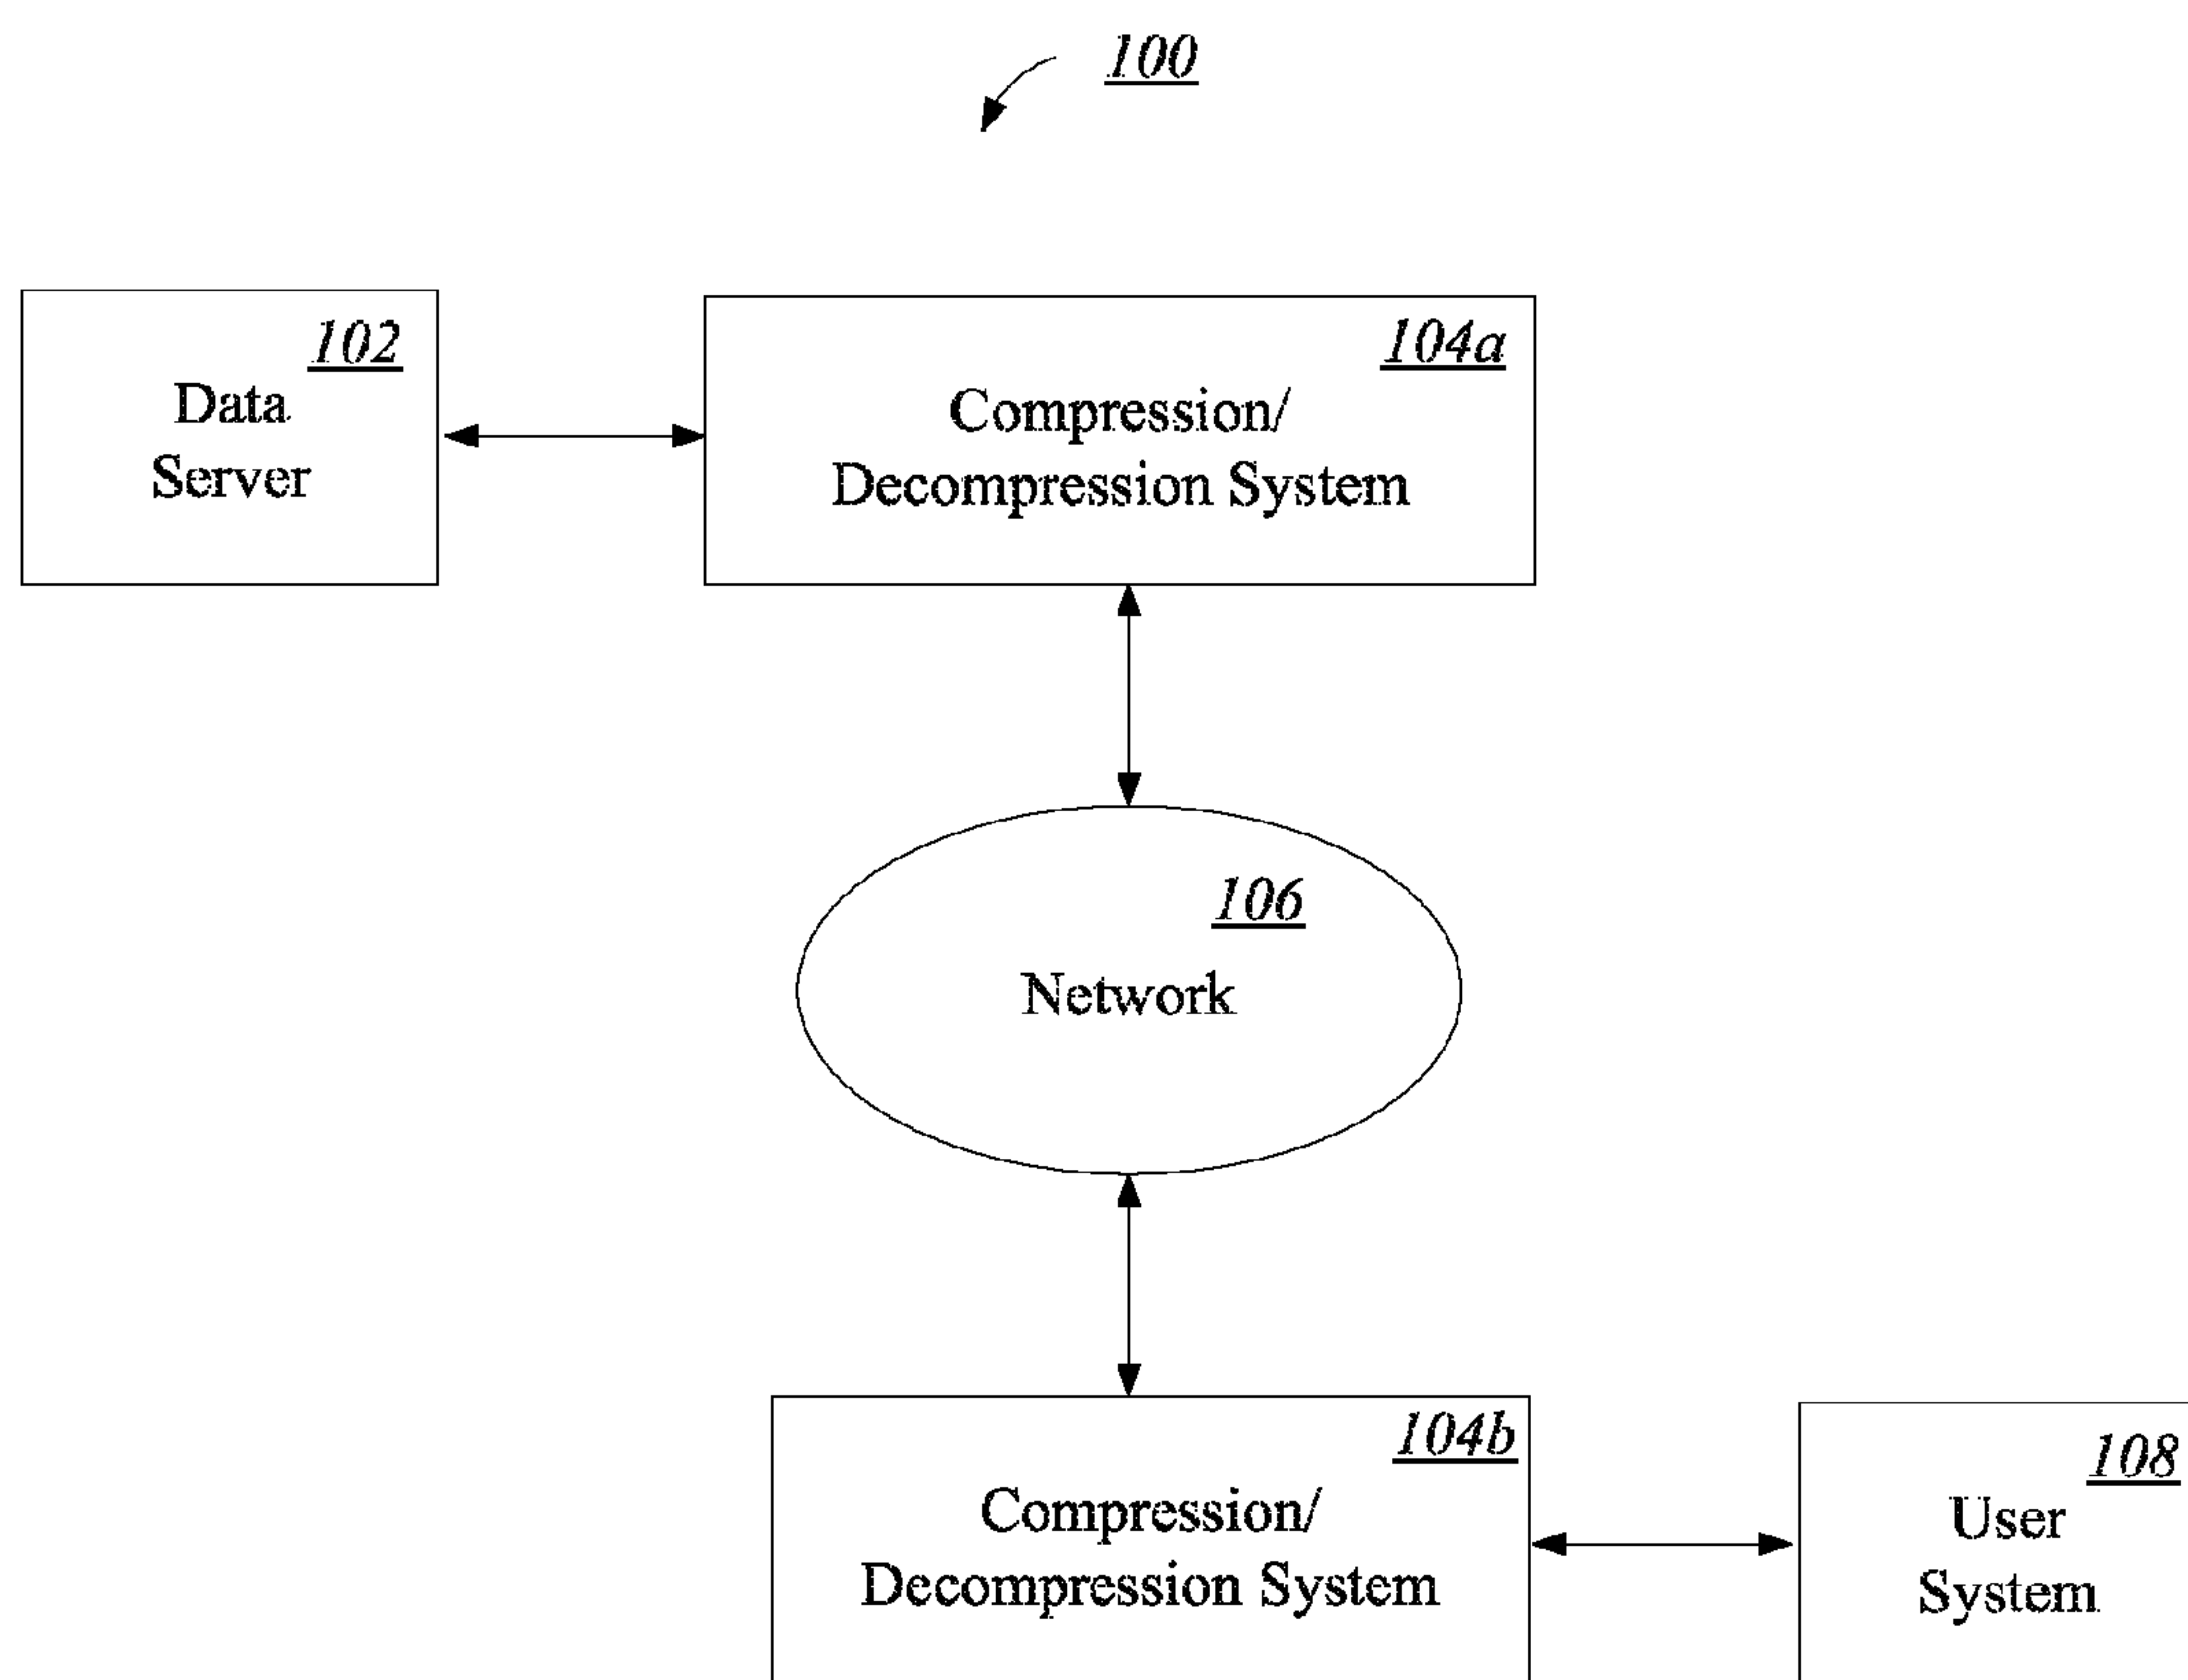 100
102
Data
Server
104a
Compression/
Decompression System
106
Network
104b
Compression/
Decompression System
108
User
System